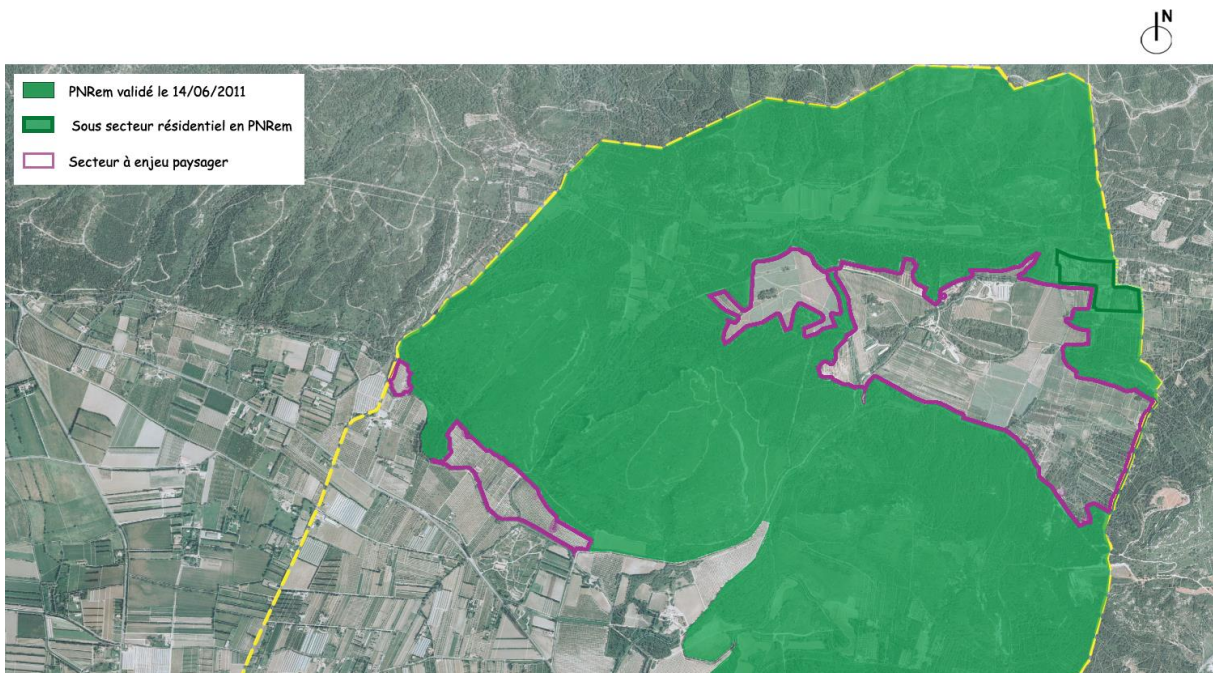 N
PNRem validé le 14/06/2011
Sous secteur résidentiel en PNRem
Secteur à enjeu paysager